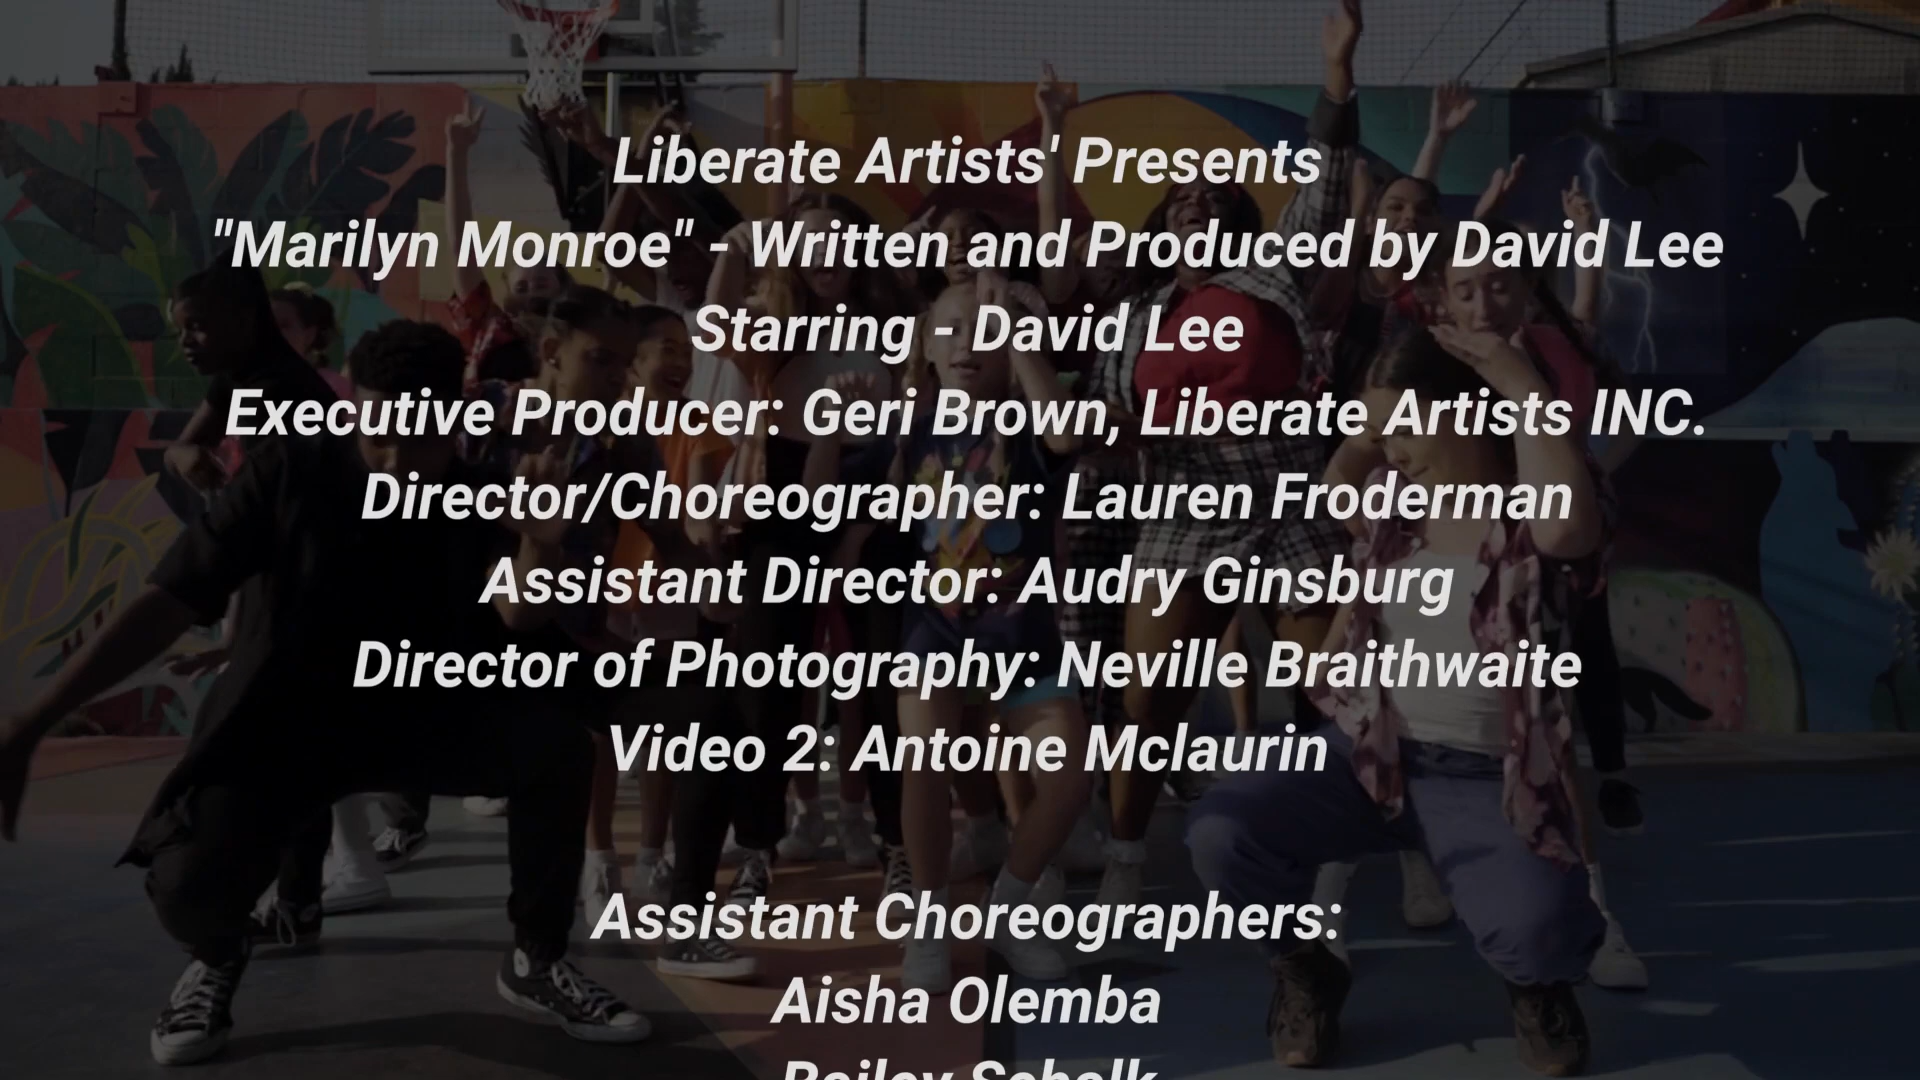 Liberate Artists' Presents
"Marilyn Monroe" - Written and Produced by David Lee
Starring - David Lee
Executive Producer: Geri Brown, Liberate Artists INC.
Director/Choreographer: Lauren Froderman
Assistant Director: Audry Ginsburg
Director of Photography: Neville Braithwaite
Video 2: Antoine Mclaurin
Assistant Choreographers:
Aisha Olemba
Bailey Schalk